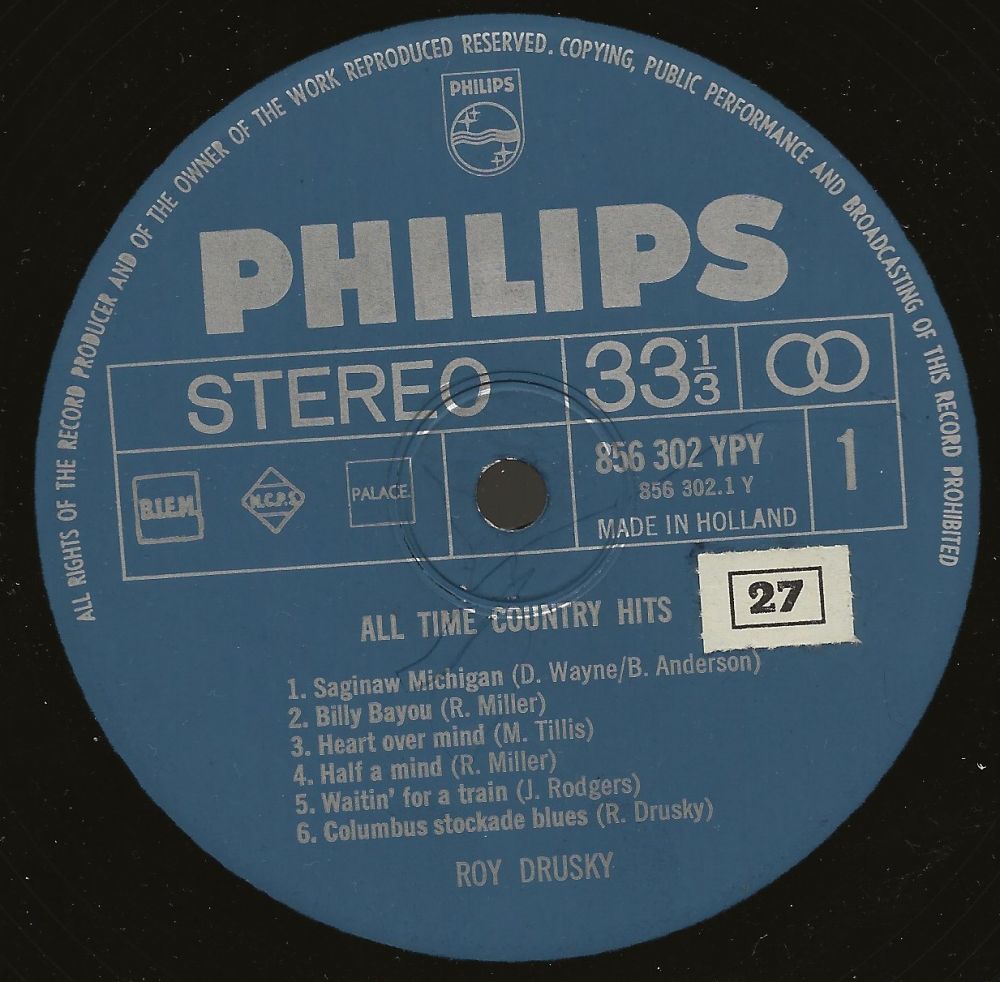 ALL RIGHTS OF THE RECORD PRODUCER AND OF THE OWNER OF THE WORK REPRODUCED RESERVED. COPYING, PUBLIC PERFORMANCE AND BROADCASTING OF THIS RECORD PROHIBITED
PHILIPS
PHILIPS
STEREO 33 1/3
B.I.E.M. M.C.P.S PALACE 856 302 YPY 1
856 302.1 Y
MADE IN HOLLAND
27
ALL TIME COUNTRY HITS
1. Saginaw Michigan (D. Wayne/B. Anderson)
2. Billy Bayou (R. Miller)
3. Heart over mind (M. Tillis)
4. Half a mind (R. Miller)
5. Waitin' for a train (J. Rodgers)
6. Columbus stockade blues (R. Drusky)
ROY DRUSKY